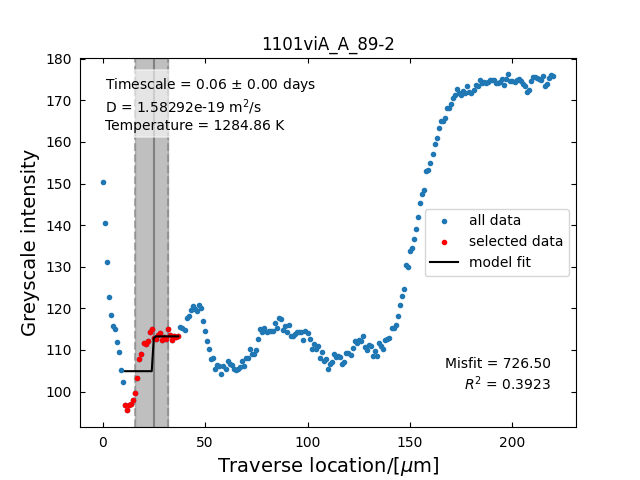 1101viA_A_89-2
Timescale = 0.06 ± 0.00 days
D = 1.58292e-19 m²/s
Temperature = 1284.86 K
all data
selected data
model fit
Misfit = 726.50
R² = 0.3923
180
170
160
150
140
130
120
110
100
Greyscale intensity
0
50
100
150
200
Traverse location/[μm]